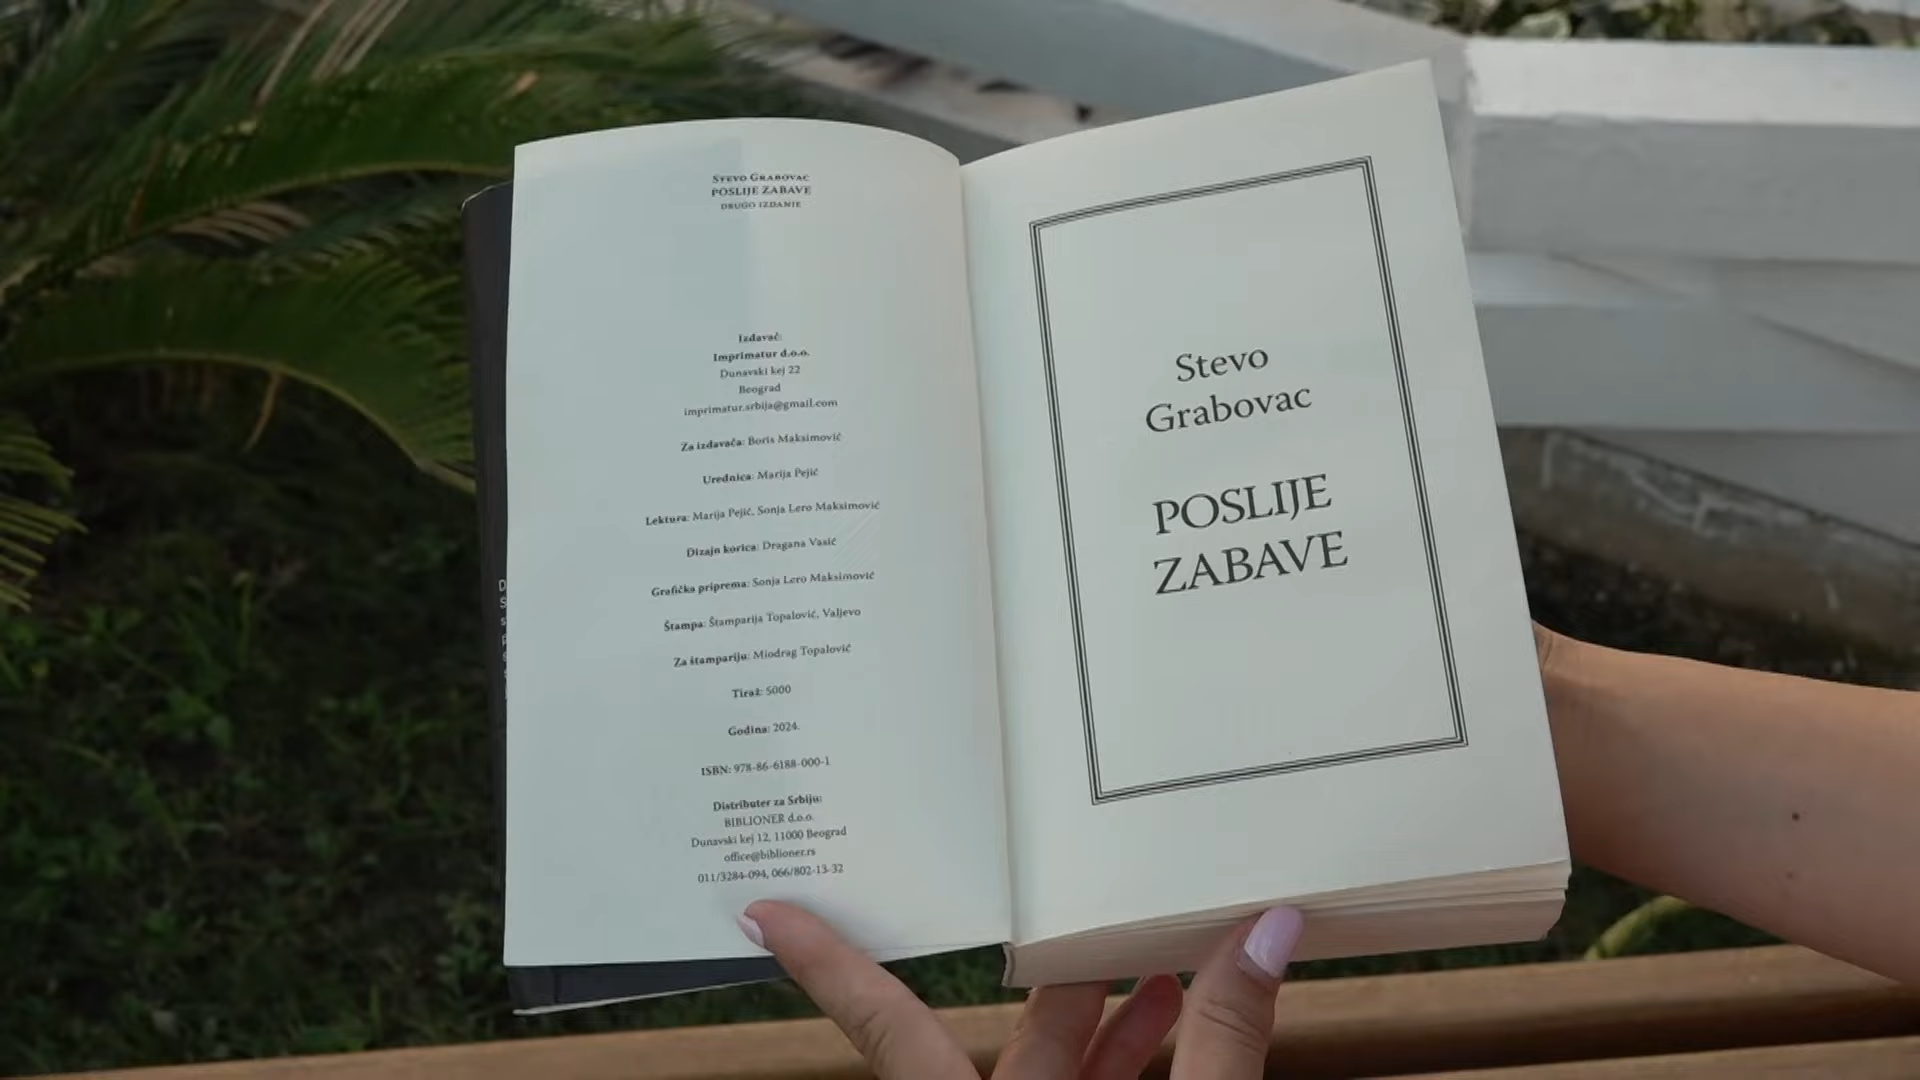 Stevo Grabovac
POSLIJE ZABAVE
DRUGO IZDANJE
Izdavač:
Imprimatur d.o.o.
Dunavski kej 22
Beograd
imprimatur.srbija@gmail.com
Za izdavača: Boris Maksimović
Urednica: Marija Pejić
Lektura: Marija Pejić, Sonja Lero Maksimović
Dizajn korica: Dragana Vasić
Grafička priprema: Sonja Lero Maksimović
Štampa: Štamparija Topalović, Valjevo
Za štampariju: Miodrag Topalović
Tiraž: 5000
Godina: 2024.
ISBN: 978-86-6188-000-1
Distributer za Srbiju:
BIBLIONER d.o.o.
Dunavski kej 12, 11000 Beograd
office@biblioner.rs
011/3284-094, 066/802-13-32
Stevo
Grabovac
POSLIJE
ZABAVE